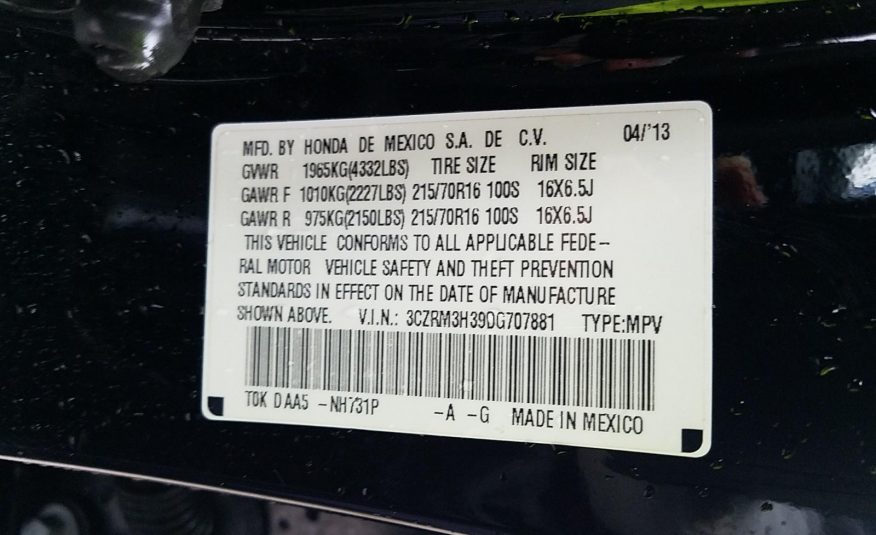 MFD. BY HONDA DE MEXICO S.A. DE C.V. 04/'13
GVWR 1965KG(4332LBS) TIRE SIZE RIM SIZE
GAWR F 1010KG(2227LBS) 215/70R16 100S 16X6.5J
GAWR R 975KG(2150LBS) 215/70R16 100S 16X6.5J
THIS VEHICLE CONFORMS TO ALL APPLICABLE FEDE-
RAL MOTOR VEHICLE SAFETY AND THEFT PREVENTION
STANDARDS IN EFFECT ON THE DATE OF MANUFACTURE
SHOWN ABOVE. V.I.N.: 3CZRM3H39DG707881 TYPE:MPV
T0K D AA5 -NH731P -A -G MADE IN MEXICO